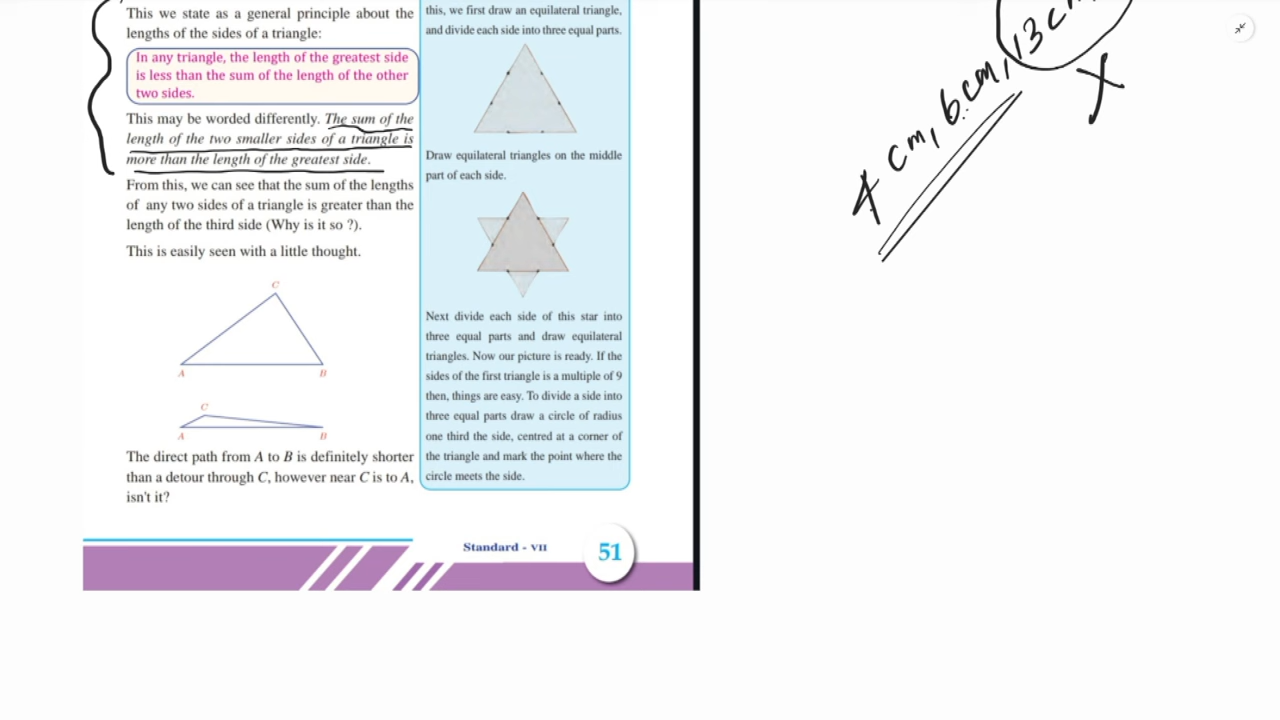 This we state as a general principle about the
lengths of the sides of a triangle:
In any triangle, the length of the greatest side
is less than the sum of the length of the other
two sides.
This may be worded differently. The sum of the
length of the two smaller sides of a triangle is
more than the length of the greatest side.
From this, we can see that the sum of the lengths
of any two sides of a triangle is greater than the
length of the third side (Why is it so ?).
This is easily seen with a little thought.
C
A
B
C
A
B
The direct path from A to B is definitely shorter
than a detour through C, however near C is to A,
isn't it?
this, we first draw an equilateral triangle,
and divide each side into three equal parts.
Draw equilateral triangles on the middle
part of each side.
Next divide each side of this star into
three equal parts and draw equilateral
triangles. Now our picture is ready. If the
sides of the first triangle is a multiple of 9
then, things are easy. To divide a side into
three equal parts draw a circle of radius
one third the side, centred at a corner of
the triangle and mark the point where the
circle meets the side.
Standard - VII
51
4 cm, 6 cm, 13 cm
X